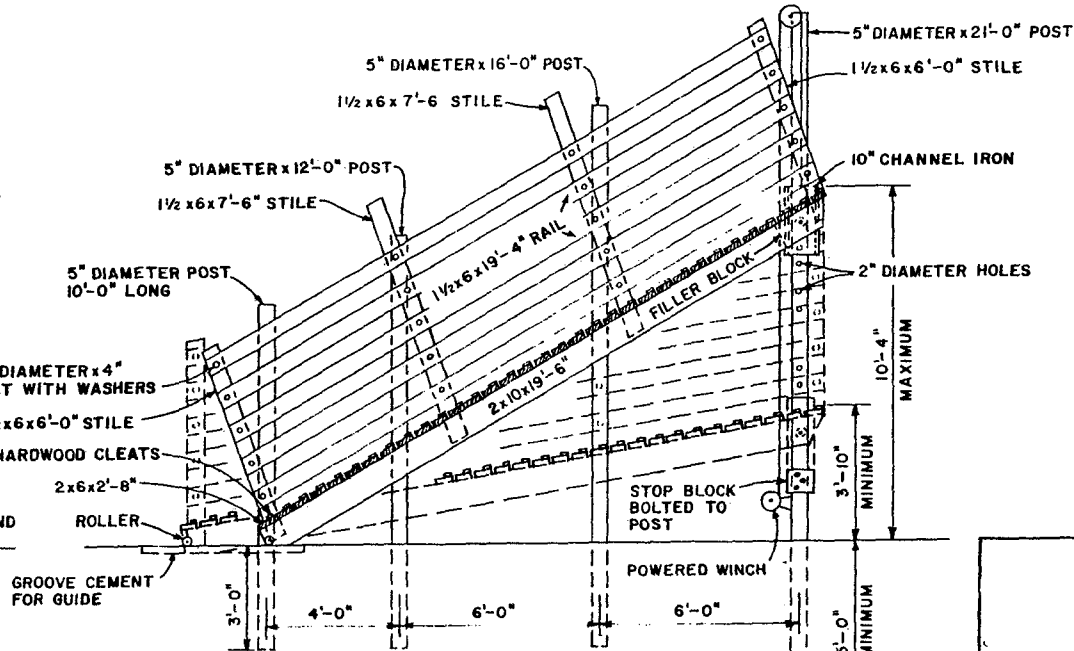 5" DIAMETER x 21'-0" POST
1 1/2 x 6 x 6'-0" STILE
5" DIAMETER x 16'-0" POST
1 1/2 x 6 x 7'-6 STILE
5" DIAMETER x 12'-0" POST
1 1/2 x 6 x 7'-6" STILE
10" CHANNEL IRON
1 1/2 x 6 x 19'-4" RAIL
5" DIAMETER POST
10'-0" LONG
2" DIAMETER HOLES
FILLER BLOCK
10'-4"
MAXIMUM
DIAMETER x 4"
T WITH WASHERS
x 6 x 6'-0" STILE
2 x 10 x 19'-6"
HARDWOOD CLEATS
2 x 6 x 2'-8"
3'-10"
MINIMUM
STOP BLOCK
BOLTED TO
POST
ND
ROLLER
POWERED WINCH
GROOVE CEMENT
FOR GUIDE
3'-0"
4'-0"
6'-0"
6'-0"
'-0"
MINIMUM